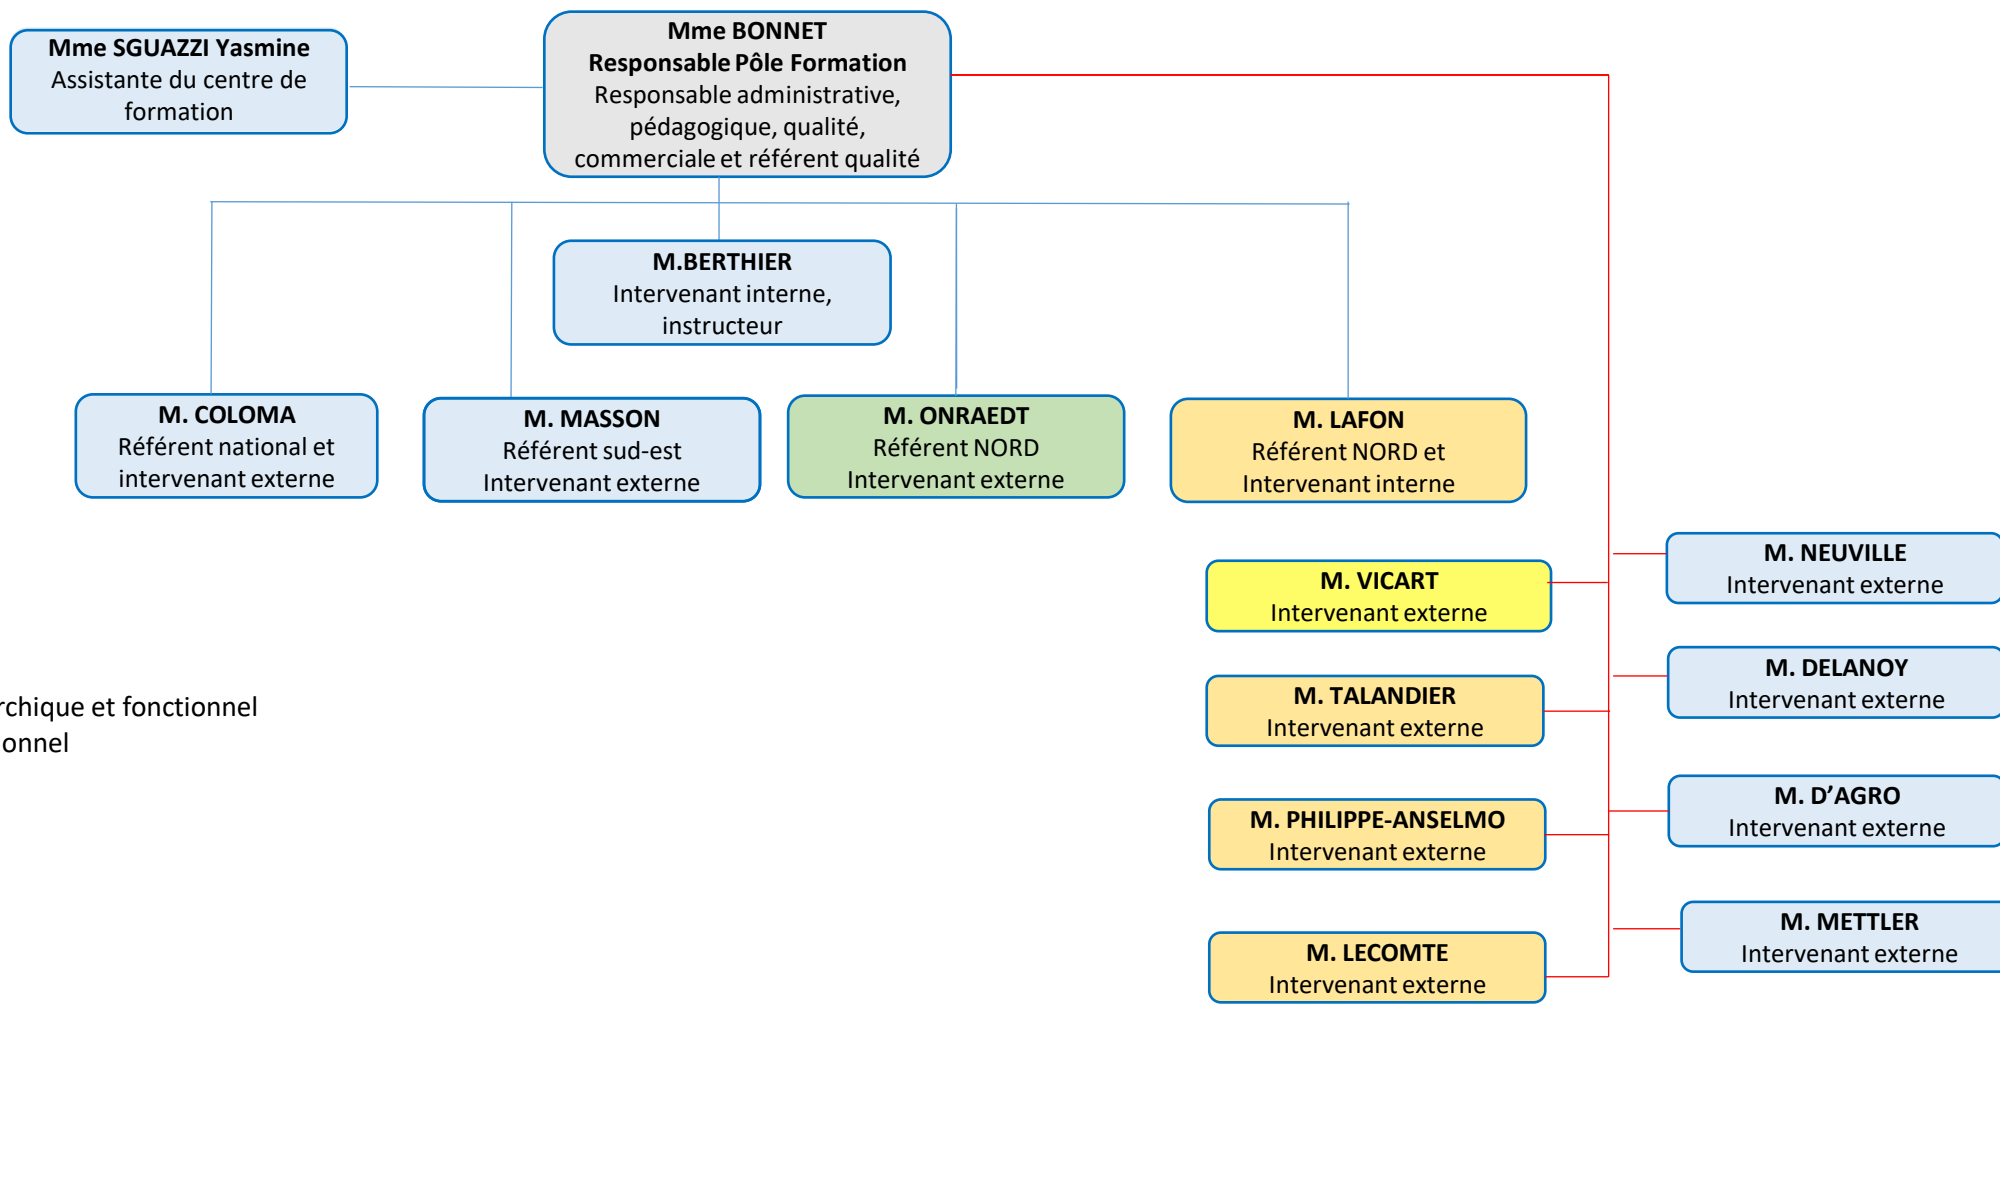 Mme SGUAZZI Yasmine
Assistante du centre de
formation
Mme BONNET
Responsable Pôle Formation
Responsable administrative,
pédagogique, qualité,
commerciale et référent qualité
M.BERTHIER
Intervenant interne,
instructeur
M. COLOMA
Référent national et
intervenant externe
M. MASSON
Référent sud-est
Intervenant externe
M. ONRAEDT
Référent NORD
Intervenant externe
M. LAFON
Référent NORD et
Intervenant interne
M. VICART
Intervenant externe
M. NEUVILLE
Intervenant externe
M. TALANDIER
Intervenant externe
M. DELANOY
Intervenant externe
M. PHILIPPE-ANSELMO
Intervenant externe
M. D’AGRO
Intervenant externe
M. LECOMTE
Intervenant externe
M. METTLER
Intervenant externe
et fonctionnel